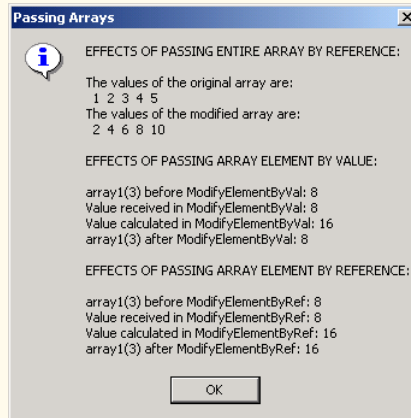 Passing Arrays
EFFECTS OF PASSING ENTIRE ARRAY BY REFERENCE:
The values of the original array are:
1 2 3 4 5
The values of the modified array are:
2 4 6 8 10
EFFECTS OF PASSING ARRAY ELEMENT BY VALUE:
array1(3) before ModifyElementByVal: 8
Value received in ModifyElementByVal: 8
Value calculated in ModifyElementByVal: 16
array1(3) after ModifyElementByVal: 8
EFFECTS OF PASSING ARRAY ELEMENT BY REFERENCE:
array1(3) before ModifyElementByRef: 8
Value received in ModifyElementByRef: 8
Value calculated in ModifyElementByRef: 16
array1(3) after ModifyElementByRef: 16
OK